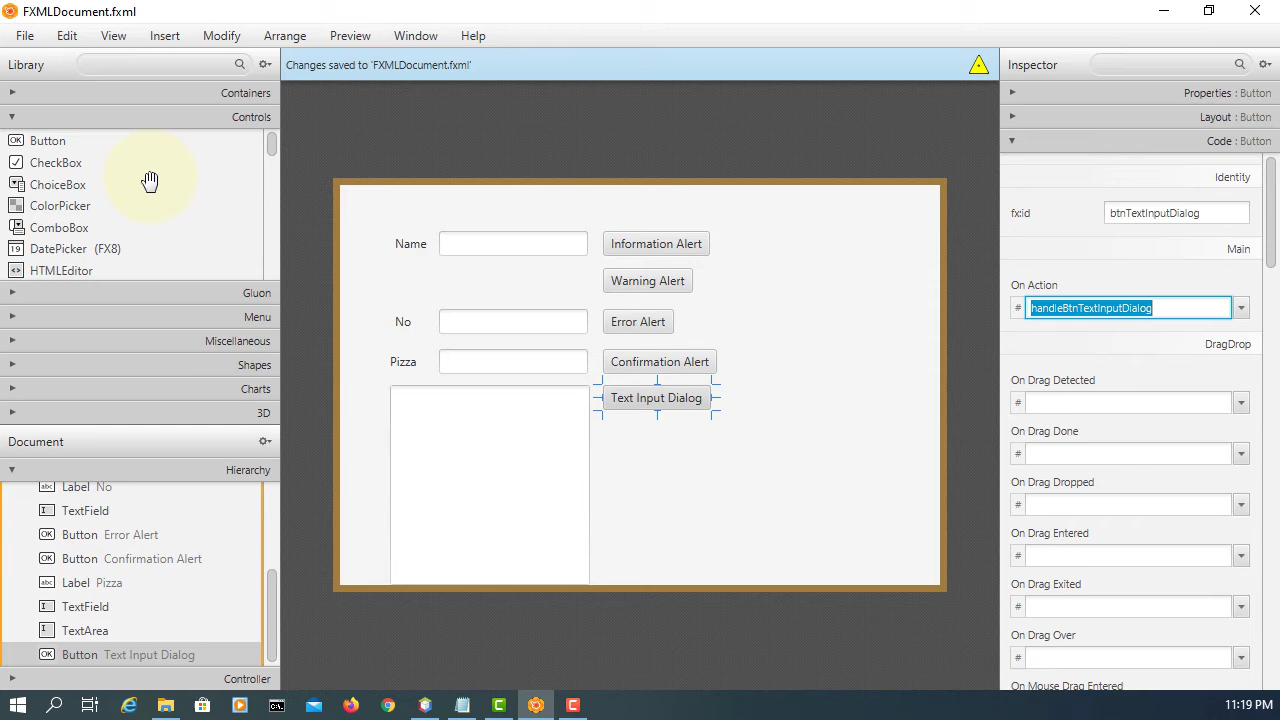 FXMLDocument.fxml
File Edit View Insert Modify Arrange Preview Window Help
Library
Containers
Controls
Button
CheckBox
ChoiceBox
ColorPicker
ComboBox
DatePicker (FX8)
HTMLEditor
Gluon
Menu
Miscellaneous
Shapes
Charts
3D
Document
Hierarchy
Label No
TextField
Button Error Alert
Button Confirmation Alert
Label Pizza
TextField
TextArea
Button Text Input Dialog
Controller
Changes saved to 'FXMLDocument.fxml'
Name
Information Alert
Warning Alert
No
Error Alert
Pizza
Confirmation Alert
Text Input Dialog
Inspector
Properties : Button
Layout : Button
Code : Button
Identity
fx:id btnTextInputDialog
Main
On Action
# handleBtnTextInputDialog
DragDrop
On Drag Detected
#
On Drag Done
#
On Drag Dropped
#
On Drag Entered
#
On Drag Exited
#
On Drag Over
#
On Mouse Drag Entered
11:19 PM